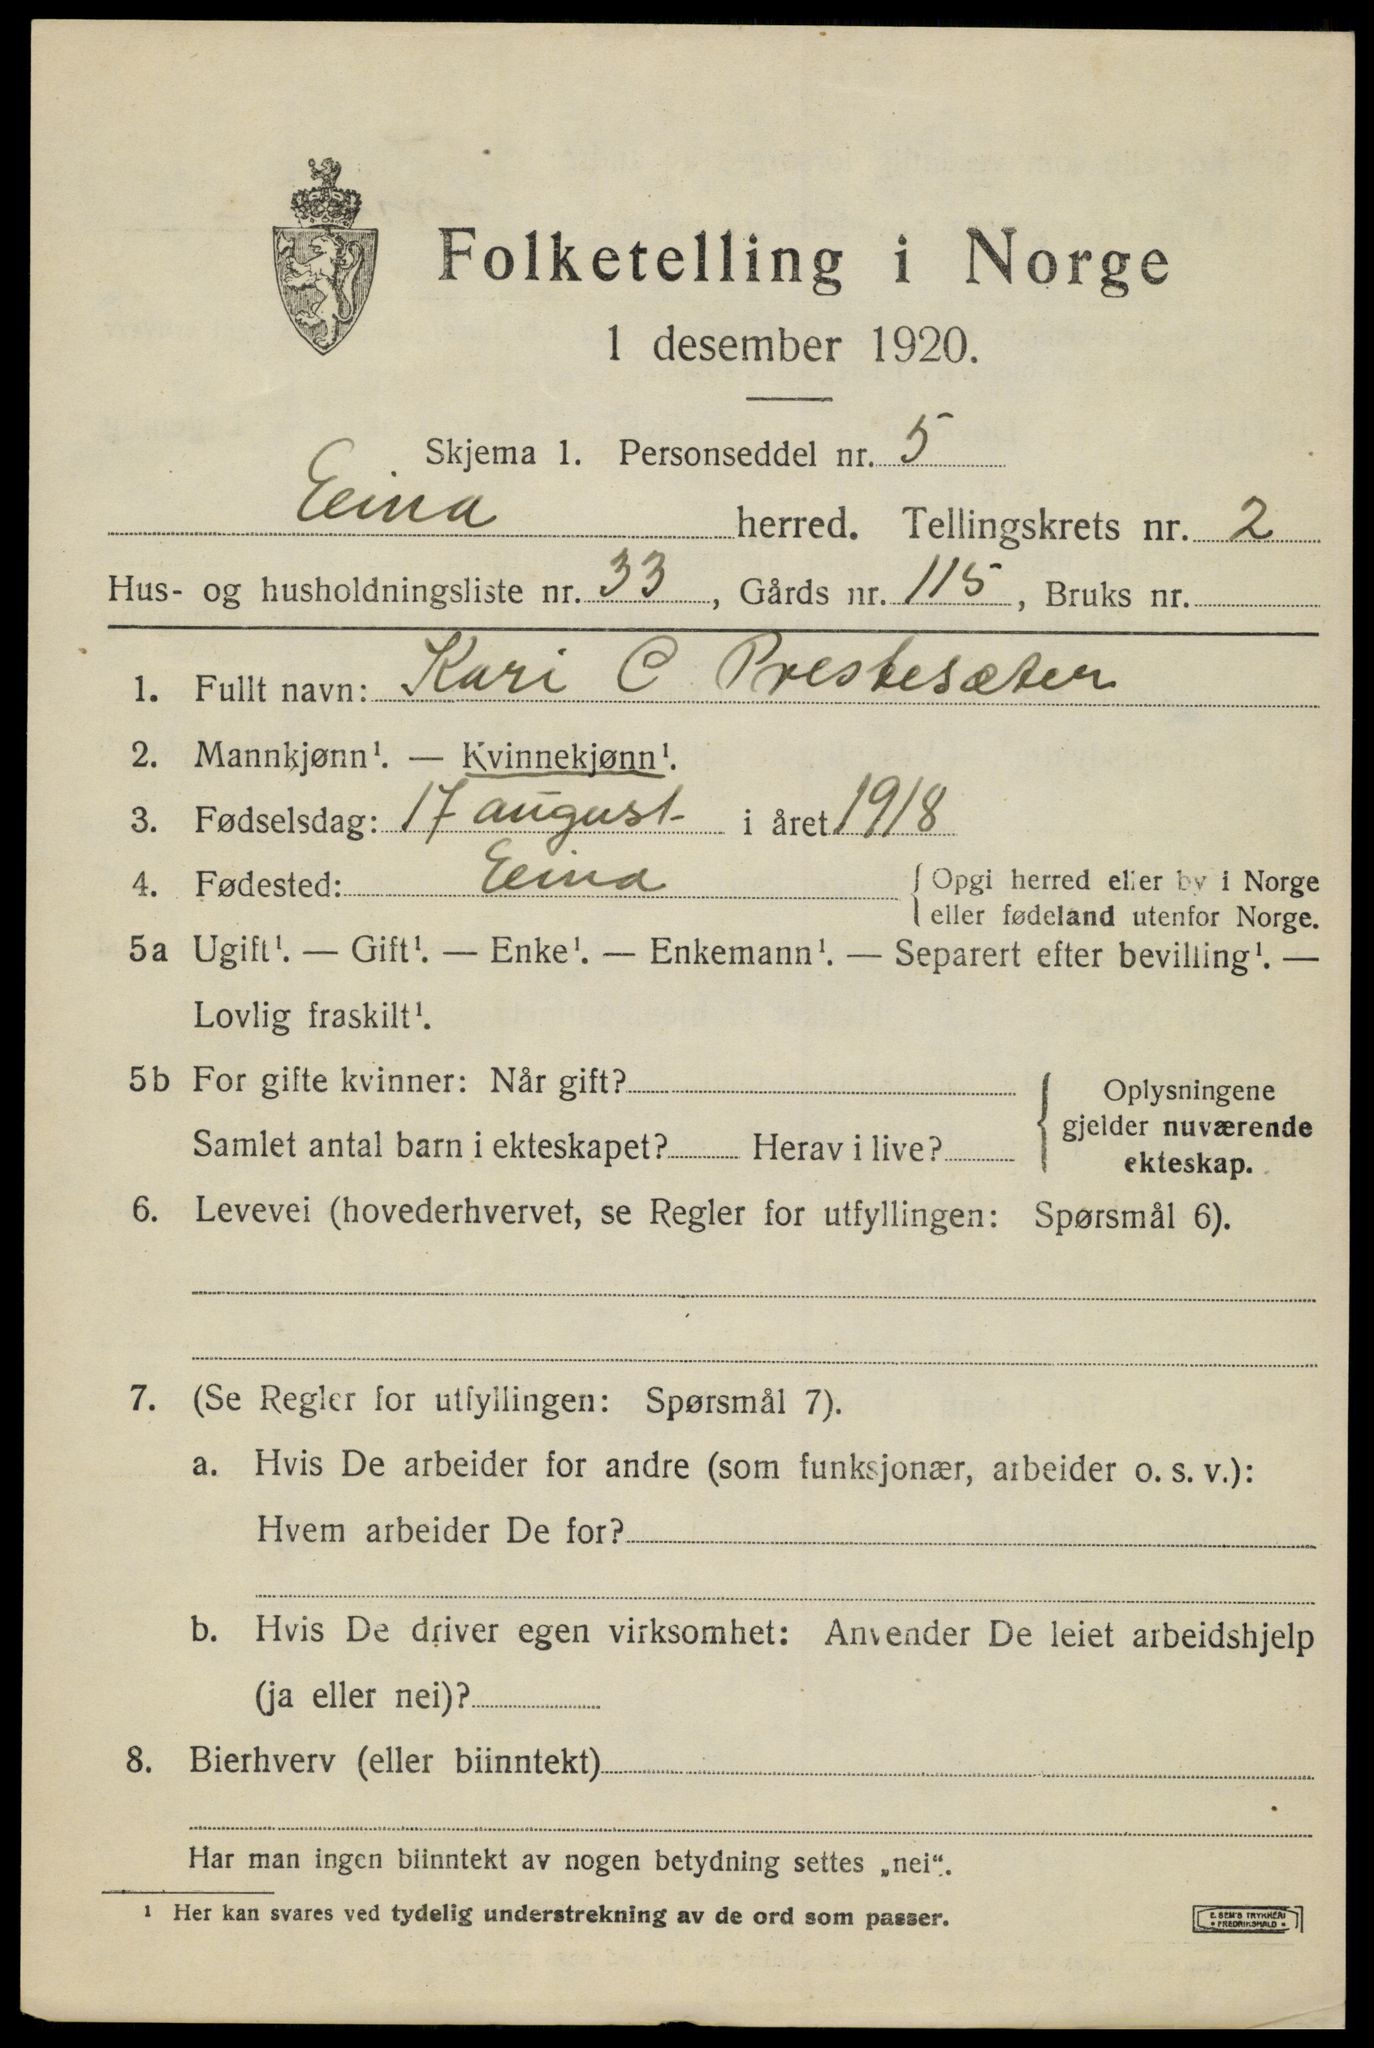 Folketelling i Norge
1 desember 1920.
Skjema 1. Personseddel nr. 5
Eina herred. Tellingskrets nr. 2
Hus- og husholdningsliste nr. 33, Gårds nr. 115, Bruks nr.
1. Fullt navn: Kari C Prestesæter
2. Mannkjønn¹. — Kvinnekjønn¹.
3. Fødselsdag: 17 august i året 1918
4. Fødested: Eina { Opgi herred eller by i Norge
eller fødeland utenfor Norge.
5a Ugift¹. — Gift¹. — Enke¹. — Enkemann¹. — Separert efter bevilling¹. —
Lovlig fraskilt¹.
5b For gifte kvinner: Når gift?
Samlet antal barn i ekteskapet? Herav i live?
{ Oplysningene
gjelder nuværende
ekteskap.
6. Levevei (hovederhvervet, se Regler for utfyllingen: Spørsmål 6).
7. (Se Regler for utfyllingen: Spørsmål 7).
a. Hvis De arbeider for andre (som funksjonær, arbeider o. s. v.):
Hvem arbeider De for?
b. Hvis De driver egen virksomhet: Anvender De leiet arbeidshjelp
(ja eller nei)?
8. Bierhverv (eller biinntekt)
Har man ingen biinntekt av nogen betydning settes „nei“.
¹ Her kan svares ved tydelig understrekning av de ord som passer.
E. SEM'S TRYKKERI
• FREDRIKSHALD •